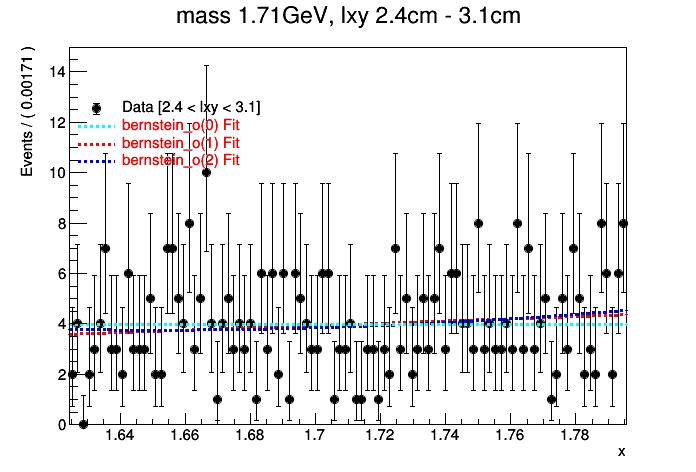 mass 1.71GeV, lxy 2.4cm - 3.1cm
Events / ( 0.00171 )
14
12
10
8
6
4
2
0
Data [2.4 < lxy < 3.1]
bernstein_o(0) Fit
bernstein_o(1) Fit
bernstein_o(2) Fit
1.64 1.66 1.68 1.7 1.72 1.74 1.76 1.78
x